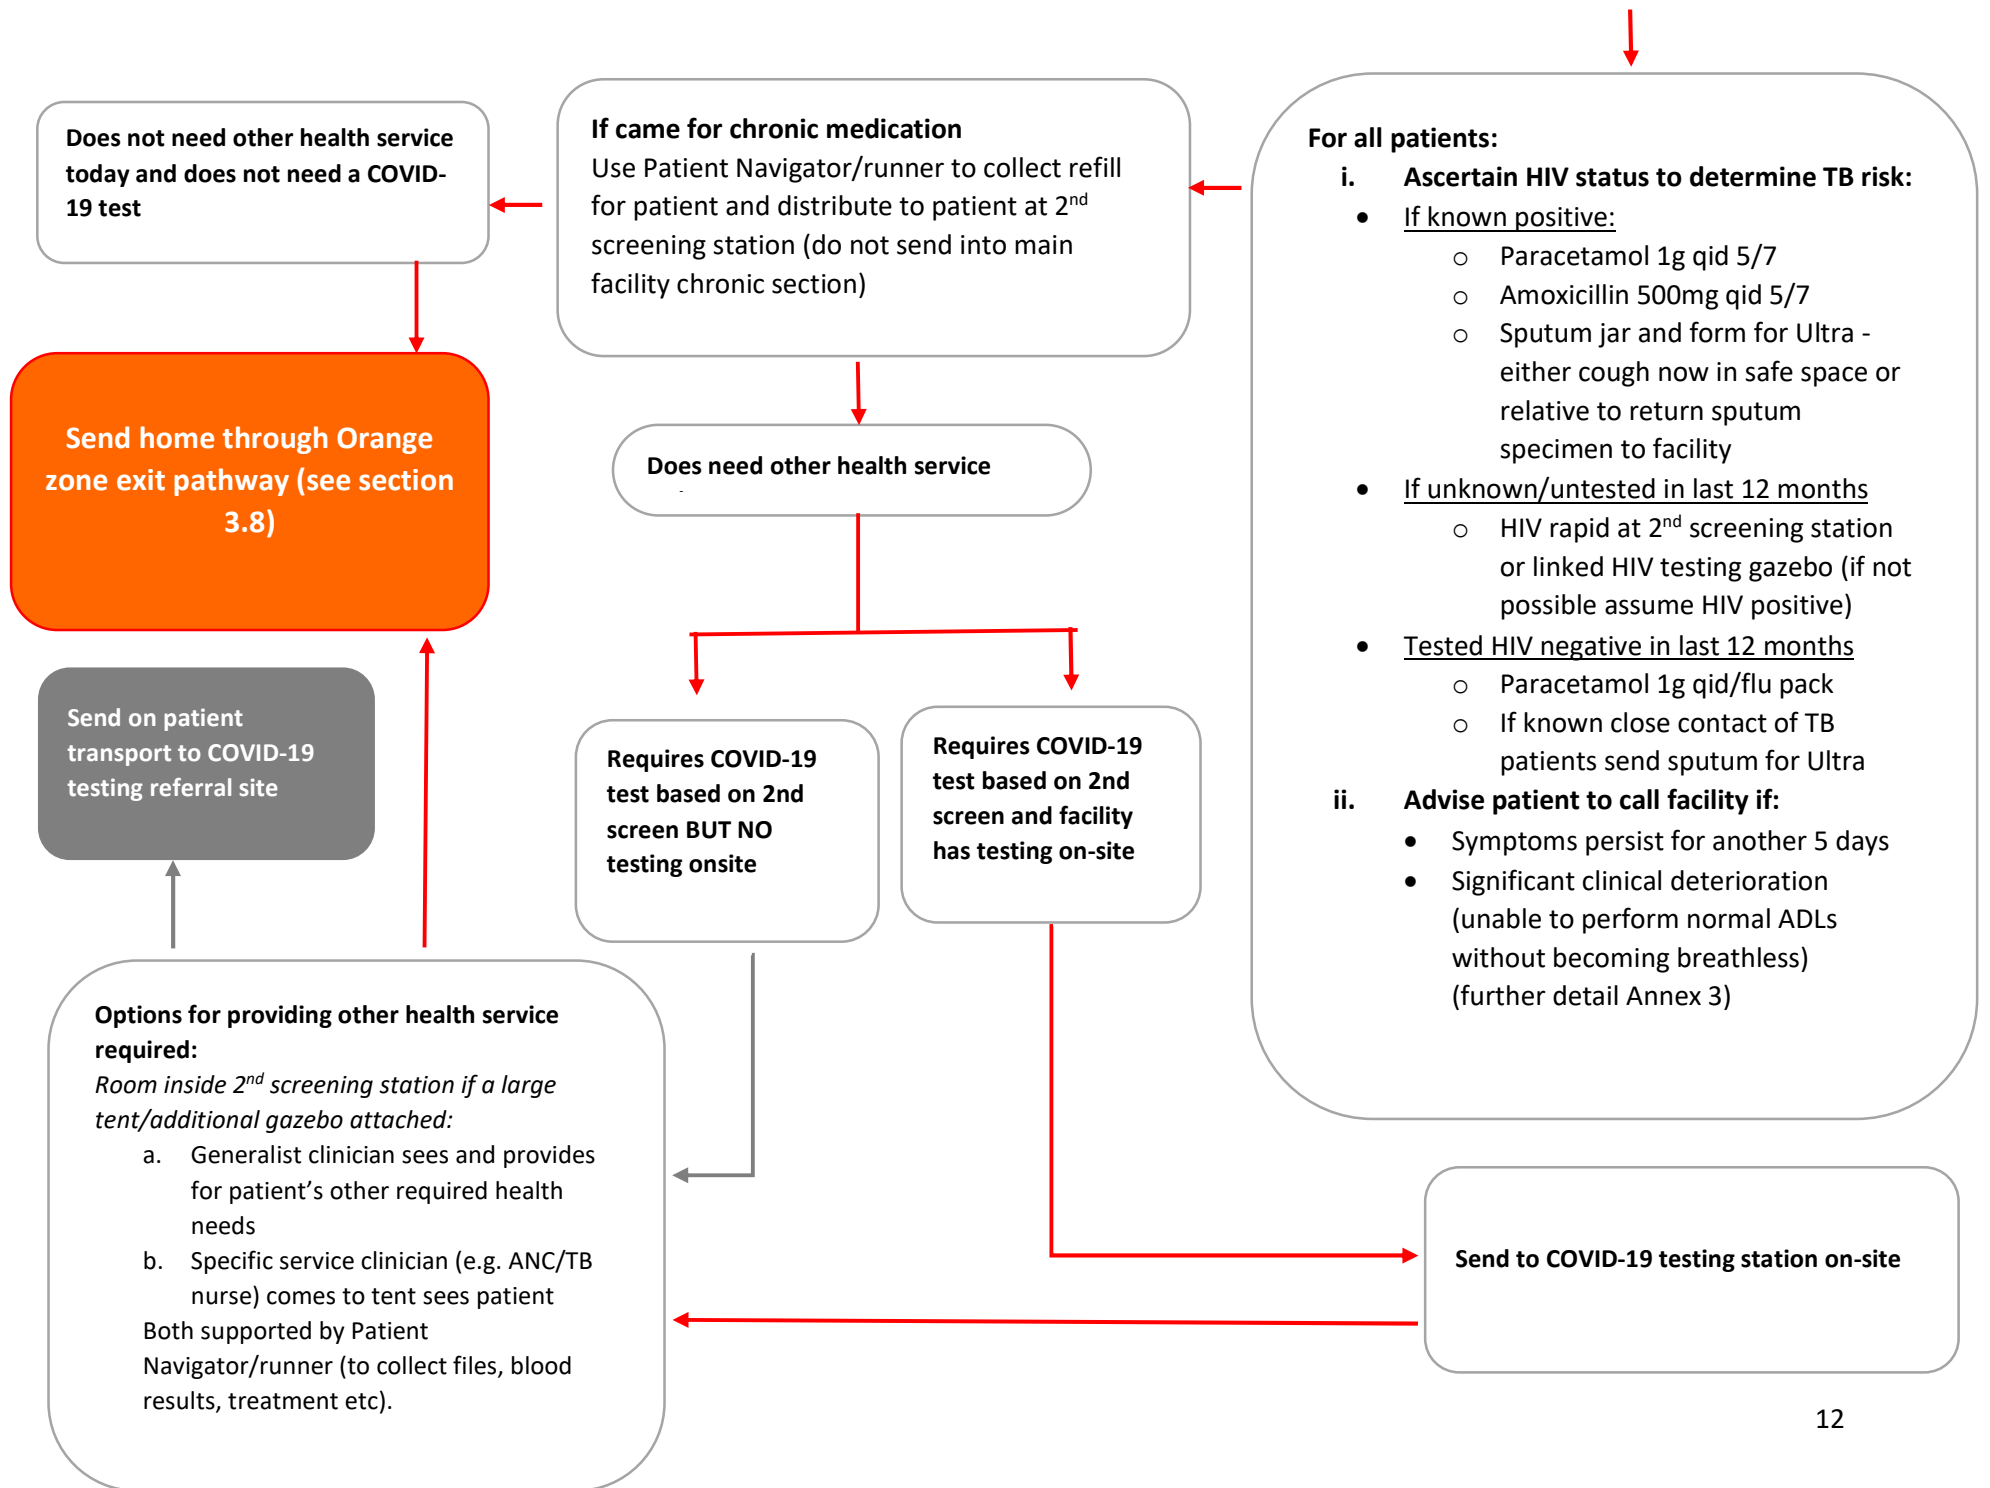 Does not need other health service
today and does not need a COVID-
19 test
If came for chronic medication
Use Patient Navigator/runner to collect refill
for patient and distribute to patient at 2nd
screening station (do not send into main
facility chronic section)
For all patients:
i. Ascertain HIV status to determine TB risk:
• If known positive:
o Paracetamol 1g qid 5/7
o Amoxicillin 500mg qid 5/7
o Sputum jar and form for Ultra -
either cough now in safe space or
relative to return sputum
specimen to facility
• If unknown/untested in last 12 months
o HIV rapid at 2nd screening station
or linked HIV testing gazebo (if not
possible assume HIV positive)
• Tested HIV negative in last 12 months
o Paracetamol 1g qid/flu pack
o If known close contact of TB
patients send sputum for Ultra
ii. Advise patient to call facility if:
• Symptoms persist for another 5 days
• Significant clinical deterioration
(unable to perform normal ADLs
without becoming breathless)
(further detail Annex 3)
Send home through Orange
zone exit pathway (see section
3.8)
Does need other health service
Send on patient
transport to COVID-19
testing referral site
Requires COVID-19
test based on 2nd
screen BUT NO
testing onsite
Requires COVID-19
test based on 2nd
screen and facility
has testing on-site
Options for providing other health service
required:
Room inside 2nd screening station if a large
tent/additional gazebo attached:
a. Generalist clinician sees and provides
for patient’s other required health
needs
b. Specific service clinician (e.g. ANC/TB
nurse) comes to tent sees patient
Both supported by Patient
Navigator/runner (to collect files, blood
results, treatment etc).
Send to COVID-19 testing station on-site
12